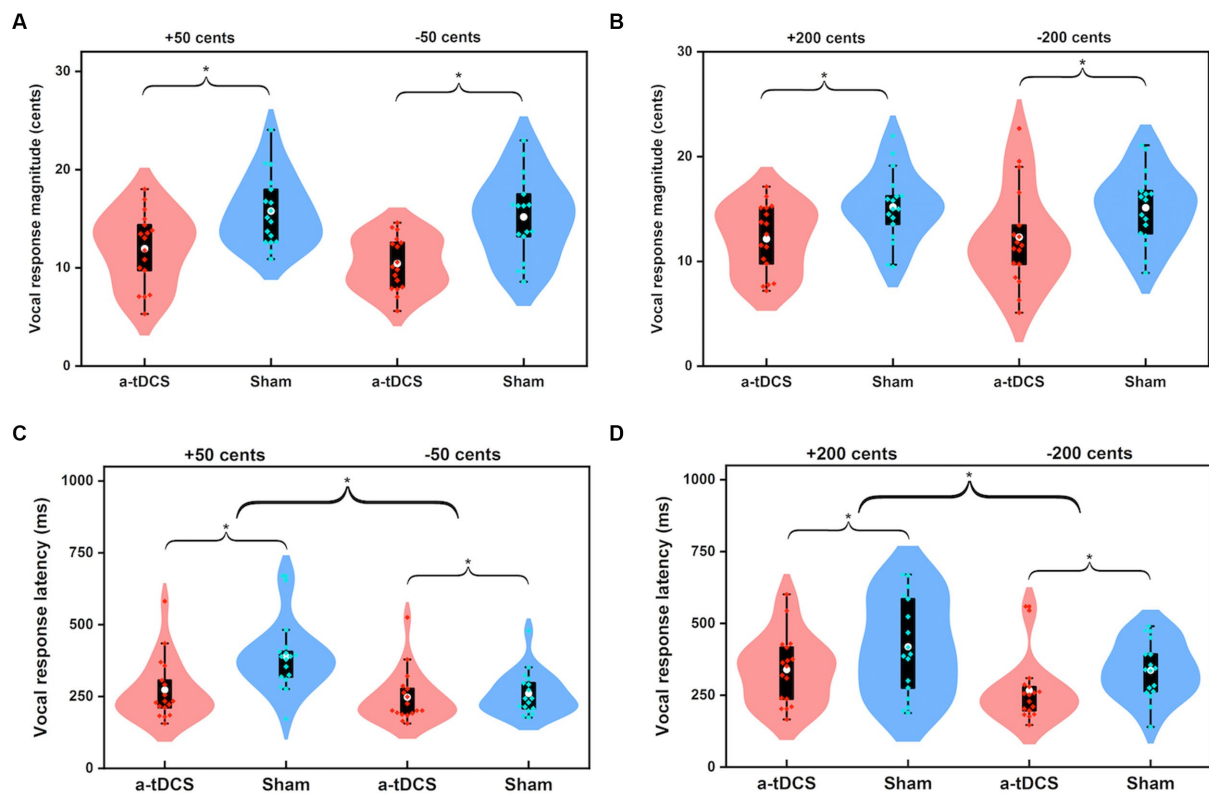 A
+50 cents -50 cents
Vocal response magnitude (cents)
30
20
10
0
* *
a-tDCS Sham a-tDCS Sham
B
+200 cents -200 cents
Vocal response magnitude (cents)
30
20
10
0
* *
a-tDCS Sham a-tDCS Sham
C
+50 cents -50 cents
Vocal response latency (ms)
1000
750
500
250
0
* * *
a-tDCS Sham a-tDCS Sham
D
+200 cents -200 cents
Vocal response latency (ms)
1000
750
500
250
0
* * *
a-tDCS Sham a-tDCS Sham